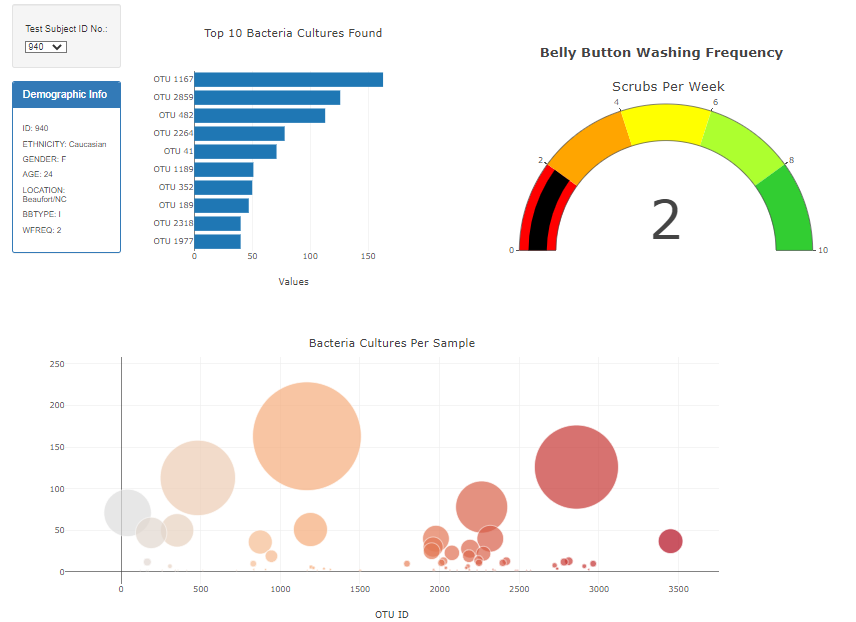 Test Subject ID No.:
940
Demographic Info
ID: 940
ETHNICITY: Caucasian
GENDER: F
AGE: 24
LOCATION:
Beaufort/NC
BBTYPE: I
WFREQ: 2
Top 10 Bacteria Cultures Found
OTU 1167
OTU 2859
OTU 482
OTU 2264
OTU 41
OTU 1189
OTU 352
OTU 189
OTU 2318
OTU 1977
0 50 100 150
Values
Belly Button Washing Frequency
Scrubs Per Week
4 6
2 8
2
0 10
Bacteria Cultures Per Sample
250
200
150
100
50
0
0 500 1000 1500 2000 2500 3000 3500
OTU ID